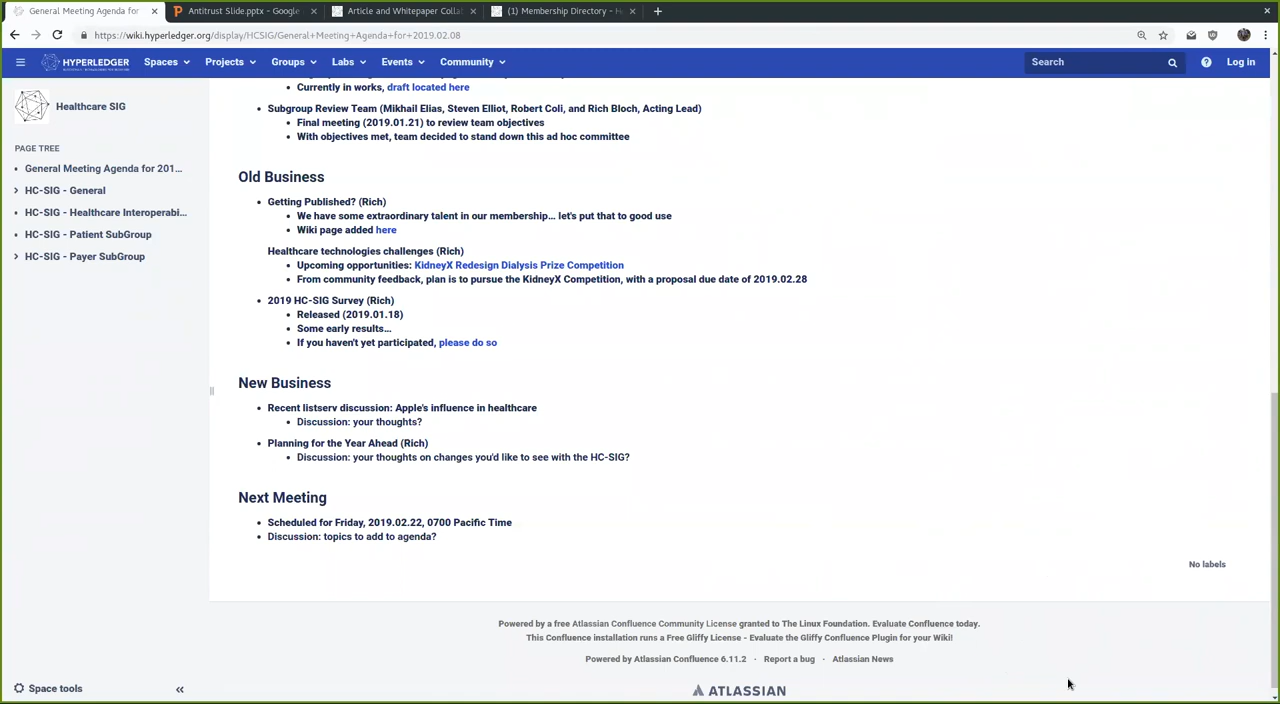 General Meeting Agenda for
Antitrust Slide.pptx - Google
Article and Whitepaper Colla
(1) Membership Directory - H
https://wiki.hyperledger.org/display/HCSIG/General+Meeting+Agenda+for+2019.02.08
HYPERLEDGER
Spaces
Projects
Groups
Labs
Events
Community
Search
Log in
Healthcare SIG
PAGE TREE
General Meeting Agenda for 201...
HC-SIG - General
HC-SIG - Healthcare Interoperabi...
HC-SIG - Patient SubGroup
HC-SIG - Payer SubGroup
Space tools
Currently in works, draft located here
Subgroup Review Team (Mikhail Elias, Steven Elliot, Robert Coli, and Rich Bloch, Acting Lead)
Final meeting (2019.01.21) to review team objectives
With objectives met, team decided to stand down this ad hoc committee
Old Business
Getting Published? (Rich)
We have some extraordinary talent in our membership... let's put that to good use
Wiki page added here
Healthcare technologies challenges (Rich)
Upcoming opportunities: KidneyX Redesign Dialysis Prize Competition
From community feedback, plan is to pursue the KidneyX Competition, with a proposal due date of 2019.02.28
2019 HC-SIG Survey (Rich)
Released (2019.01.18)
Some early results...
If you haven't yet participated, please do so
New Business
Recent listserv discussion: Apple's influence in healthcare
Discussion: your thoughts?
Planning for the Year Ahead (Rich)
Discussion: your thoughts on changes you'd like to see with the HC-SIG?
Next Meeting
Scheduled for Friday, 2019.02.22, 0700 Pacific Time
Discussion: topics to add to agenda?
No labels
Powered by a free Atlassian Confluence Community License granted to The Linux Foundation. Evaluate Confluence today.
This Confluence installation runs a Free Gliffy License - Evaluate the Gliffy Confluence Plugin for your Wiki!
Powered by Atlassian Confluence 6.11.2 · Report a bug · Atlassian News
ATLASSIAN